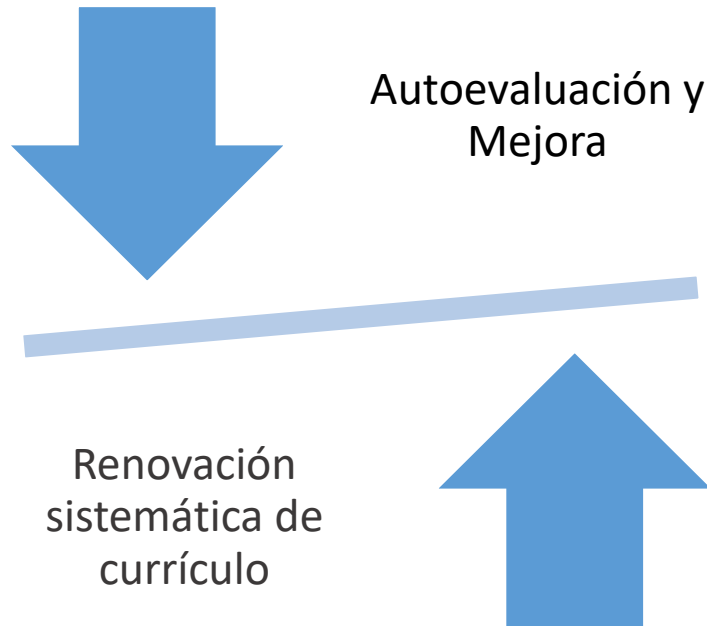 Autoevaluación y
Mejora
Renovación
sistemática de
currículo